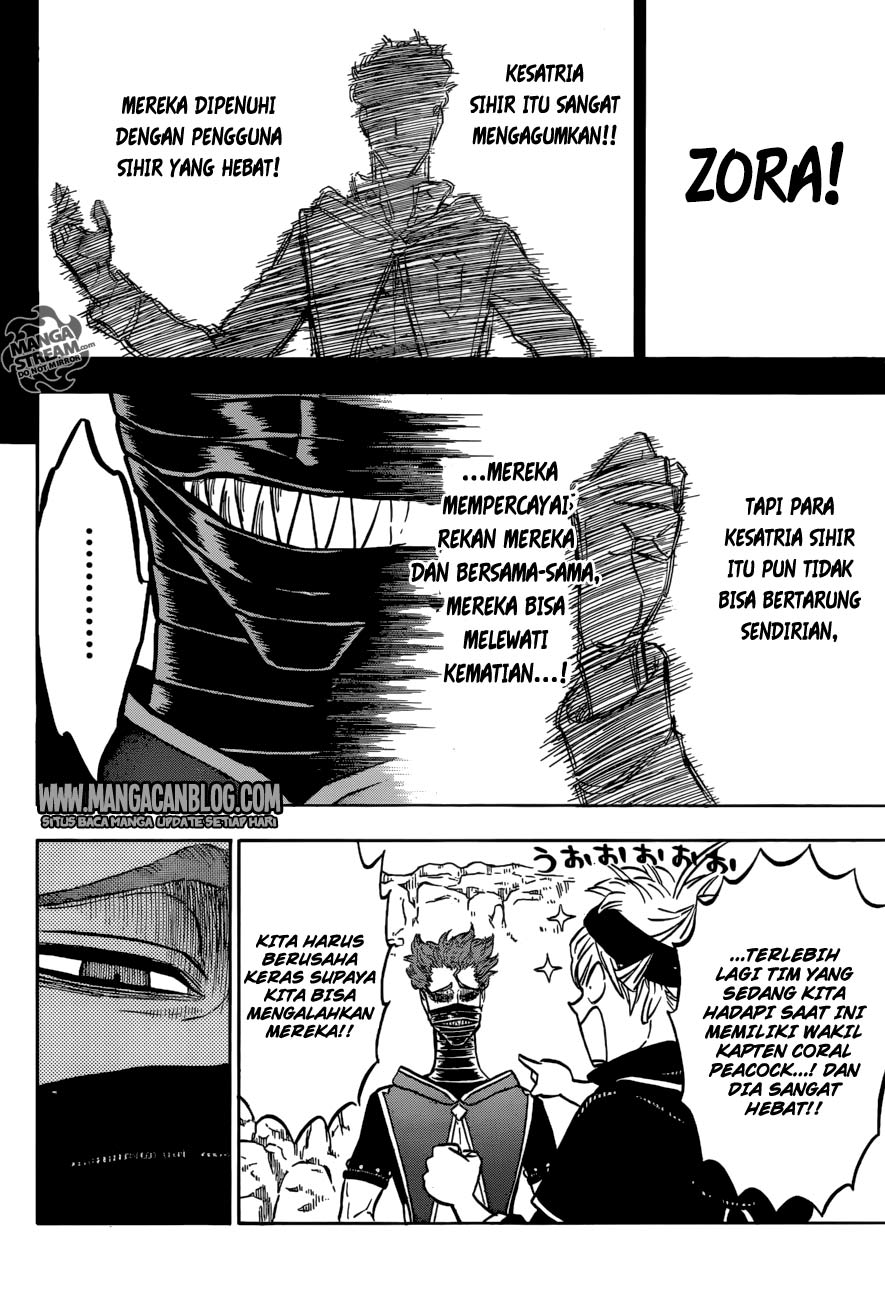 ZORA!
KESATRIA
SIHIR ITU SANGAT
MENGAGUMKAN!!
MEREKA DIPENUHI
DENGAN PENGGUNA
SIHIR YANG HEBAT!
MANGA
STREAM.com
DO NOT MIRROR
TAPI PARA
KESATRIA SIHIR
ITU PUN TIDAK
BISA BERTARUNG
SENDIRIAN,
...MEREKA
MEMPERCAYAI
REKAN MEREKA
DAN BERSAMA-SAMA,
MEREKA BISA
MELEWATI
KEMATIAN...!
........
WWW.MANGACANBLOG.COM
SITUS BACA MANGA UPDATE SETIAP HARI
うおおおおお
...TERLEBIH
LAGI TIM YANG
SEDANG KITA
HADAPI SAAT INI
MEMILIKI WAKIL
KAPTEN CORAL
PEACOCK...! DAN
DIA SANGAT
HEBAT!!
KITA HARUS
BERUSAHA
KERAS SUPAYA
KITA BISA
MENGALAHKAN
MEREKA!!